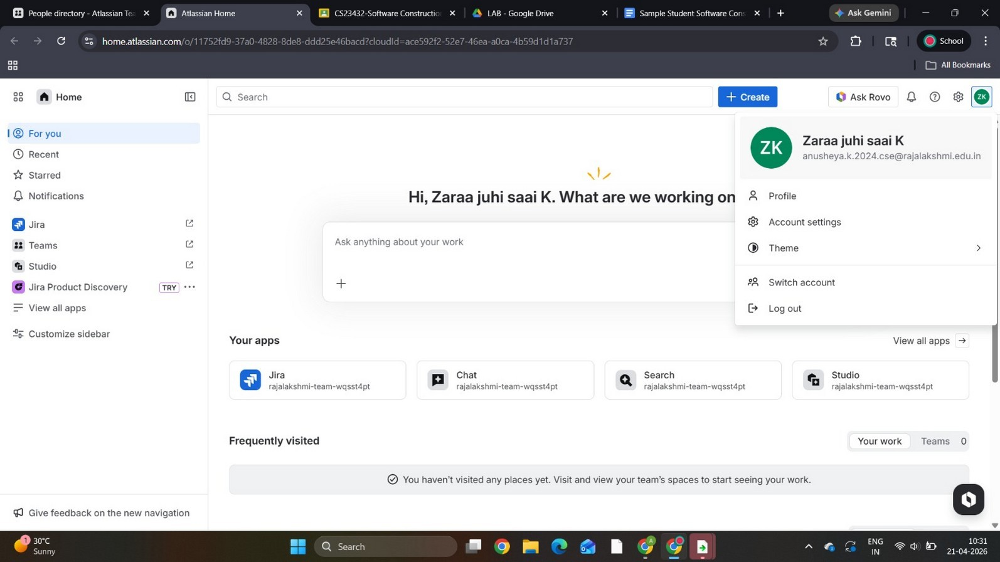 People directory - Atlassian Tea
Atlassian Home
CS23432-Software Constructio
LAB - Google Drive
Sample Student Software Cons
Ask Gemini
home.atlassian.com/o/11752fd9-37a0-4828-8de8-ddd25e46bacd?cloudId=ace592f2-52e7-46ea-a0ca-4b59d1d1a737
School
All Bookmarks
Home
Search
Create
Ask Rovo
ZK
For you
Recent
Starred
Notifications
Jira
Teams
Studio
Jira Product Discovery
TRY
View all apps
Customize sidebar
Give feedback on the new navigation
ZK
Zaraa juhi saai K
anusheya.k.2024.cse@rajalakshmi.edu.in
Profile
Account settings
Theme
Switch account
Log out
Hi, Zaraa juhi saai K. What are we working on
Ask anything about your work
Your apps
View all apps
Jira
rajalakshmi-team-wqsst4pt
Chat
rajalakshmi-team-wqsst4pt
Search
rajalakshmi-team-wqsst4pt
Studio
rajalakshmi-team-wqsst4pt
Frequently visited
Your work
Teams 0
You haven't visited any places yet. Visit and view your team's spaces to start seeing your work.
1
30°C
Sunny
Search
A
ENG
IN
10:31
21-04-2026